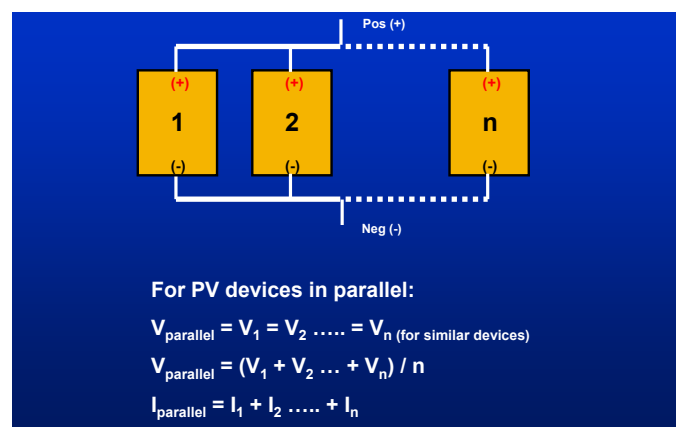 Pos (+)
(+) (+) (+)
1 2 n
(-) (-) (-)
Neg (-)
For PV devices in parallel:
Vparallel = V1 = V2 ….. = Vn (for similar devices)
Vparallel = (V1 + V2 … + Vn) / n
Iparallel = I1 + I2 ….. + In